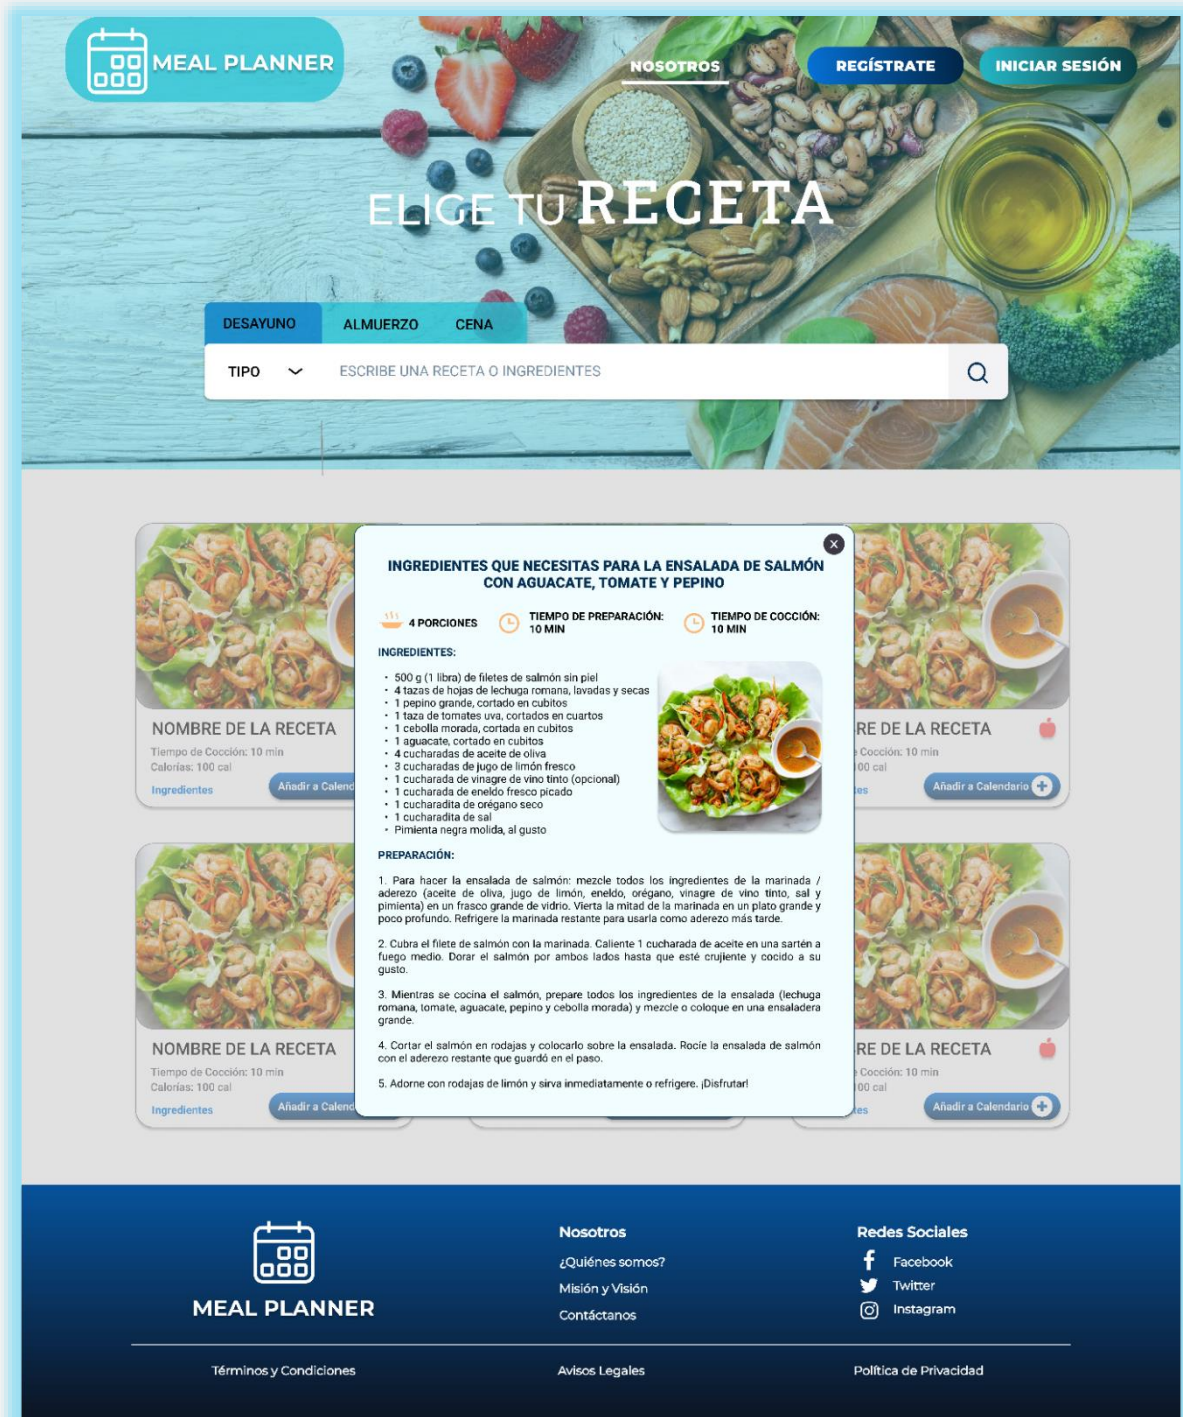 MEAL PLANNER
NOSOTROS
REGÍSTRATE
INICIAR SESIÓN
ELIGE TU RECETA
DESAYUNO
ALMUERZO
CENA
TIPO
ESCRIBE UNA RECETA O INGREDIENTES
INGREDIENTES QUE NECESITAS PARA LA ENSALADA DE SALMÓN
CON AGUACATE, TOMATE Y PEPINO
4 PORCIONES
TIEMPO DE PREPARACIÓN:
10 MIN
TIEMPO DE COCCIÓN:
10 MIN
INGREDIENTES:
• 500 g (1 libra) de filetes de salmón sin piel
• 4 tazas de hojas de lechuga romana, lavadas y secas
• 1 pepino grande, cortado en cubitos
• 1 taza de tomates uva, cortados en cuartos
• 1 cebolla morada, cortada en cubitos
• 1 aguacate, cortado en cubitos
• 4 cucharadas de aceite de oliva
• 3 cucharadas de jugo de limón fresco
• 1 cucharada de vinagre de vino tinto (opcional)
• 1 cucharada de eneldo fresco picado
• 1 cucharadita de orégano seco
• 1 cucharadita de sal
• Pimienta negra molida, al gusto
PREPARACIÓN:
1. Para hacer la ensalada de salmón: mezcle todos los ingredientes de la marinada /
aderezo (aceite de oliva, jugo de limón, eneldo, orégano, vinagre de vino tinto, sal y
pimienta) en un frasco grande de vidrio. Vierta la mitad de la marinada en un plato grande y
poco profundo. Refrigere la marinada restante para usarla como aderezo más tarde.
2. Cubra el filete de salmón con la marinada. Caliente 1 cucharada de aceite en una sartén a
fuego medio. Dorar el salmón por ambos lados hasta que esté crujiente y cocido a su
gusto.
3. Mientras se cocina el salmón, prepare todos los ingredientes de la ensalada (lechuga
romana, tomate, aguacate, pepino y cebolla morada) y mezcle o coloque en una ensaladera
grande.
4. Cortar el salmón en rodajas y colocarlo sobre la ensalada. Rocíe la ensalada de salmón
con el aderezo restante que guardó en el paso.
5. Adorne con rodajas de limón y sirva inmediatamente o refrigere. ¡Disfrutar!
NOMBRE DE LA RECETA
Tiempo de Cocción: 10 min
Calorías: 100 cal
Ingredientes
Añadir a Calend
RE DE LA RECETA
Cocción: 10 min
00 cal
tes
Añadir a Calendario
NOMBRE DE LA RECETA
Tiempo de Cocción: 10 min
Calorías: 100 cal
Ingredientes
Añadir a Calend
RE DE LA RECETA
Cocción: 10 min
00 cal
tes
Añadir a Calendario
MEAL PLANNER
Nosotros
¿Quiénes somos?
Misión y Visión
Contáctanos
Redes Sociales
Facebook
Twitter
Instagram
Términos y Condiciones
Avisos Legales
Política de Privacidad